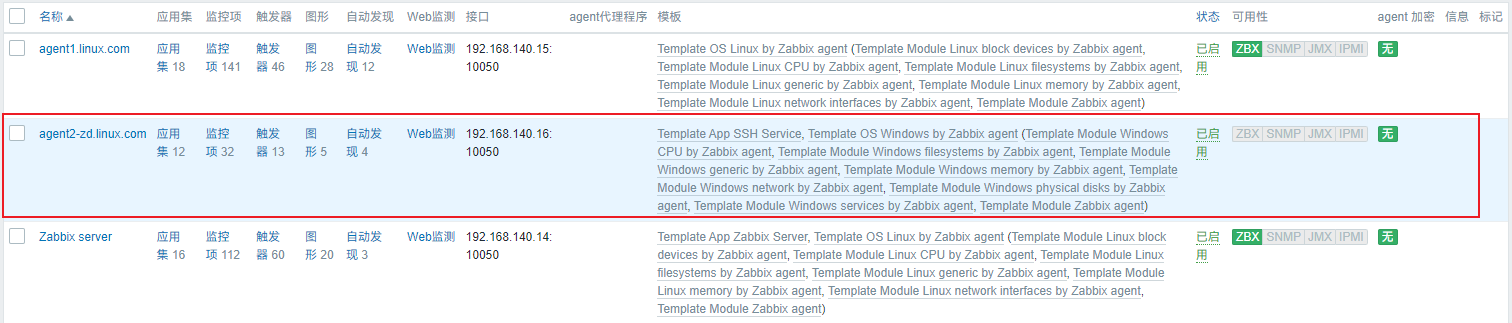 名称 应用集 监控项 触发器 图形 自动发现 Web监测 接口 agent代理程序 模板 状态 可用性 agent 加密 信息 标记
agent1.linux.com 应用 监控 触发 图 自动发 Web监测 192.168.140.15: Template OS Linux by Zabbix agent (Template Module Linux block devices by Zabbix agent, 已启 ZBX SNMP JMX IPMI 无
集 18 项 141 器 46 形 28 现 12 10050 Template Module Linux CPU by Zabbix agent, Template Module Linux filesystems by Zabbix agent, 用
Template Module Linux generic by Zabbix agent, Template Module Linux memory by Zabbix agent,
Template Module Linux network interfaces by Zabbix agent, Template Module Zabbix agent)
agent2-zd.linux.com 应用 监控 触发 图 自动发 Web监测 192.168.140.16: Template App SSH Service, Template OS Windows by Zabbix agent (Template Module Windows 已启 ZBX SNMP JMX IPMI 无
集 12 项 32 器 13 形 5 现 4 10050 CPU by Zabbix agent, Template Module Windows filesystems by Zabbix agent, Template Module 用
Windows generic by Zabbix agent, Template Module Windows memory by Zabbix agent, Template
Module Windows network by Zabbix agent, Template Module Windows physical disks by Zabbix
agent, Template Module Windows services by Zabbix agent, Template Module Zabbix agent)
Zabbix server 应用 监控 触发 图 自动发 Web监测 192.168.140.14: Template App Zabbix Server, Template OS Linux by Zabbix agent (Template Module Linux block 已启 ZBX SNMP JMX IPMI 无
集 16 项 112 器 60 形 20 现 3 10050 devices by Zabbix agent, Template Module Linux CPU by Zabbix agent, Template Module Linux 用
filesystems by Zabbix agent, Template Module Linux generic by Zabbix agent, Template Module
Linux memory by Zabbix agent, Template Module Linux network interfaces by Zabbix agent,
Template Module Zabbix agent)